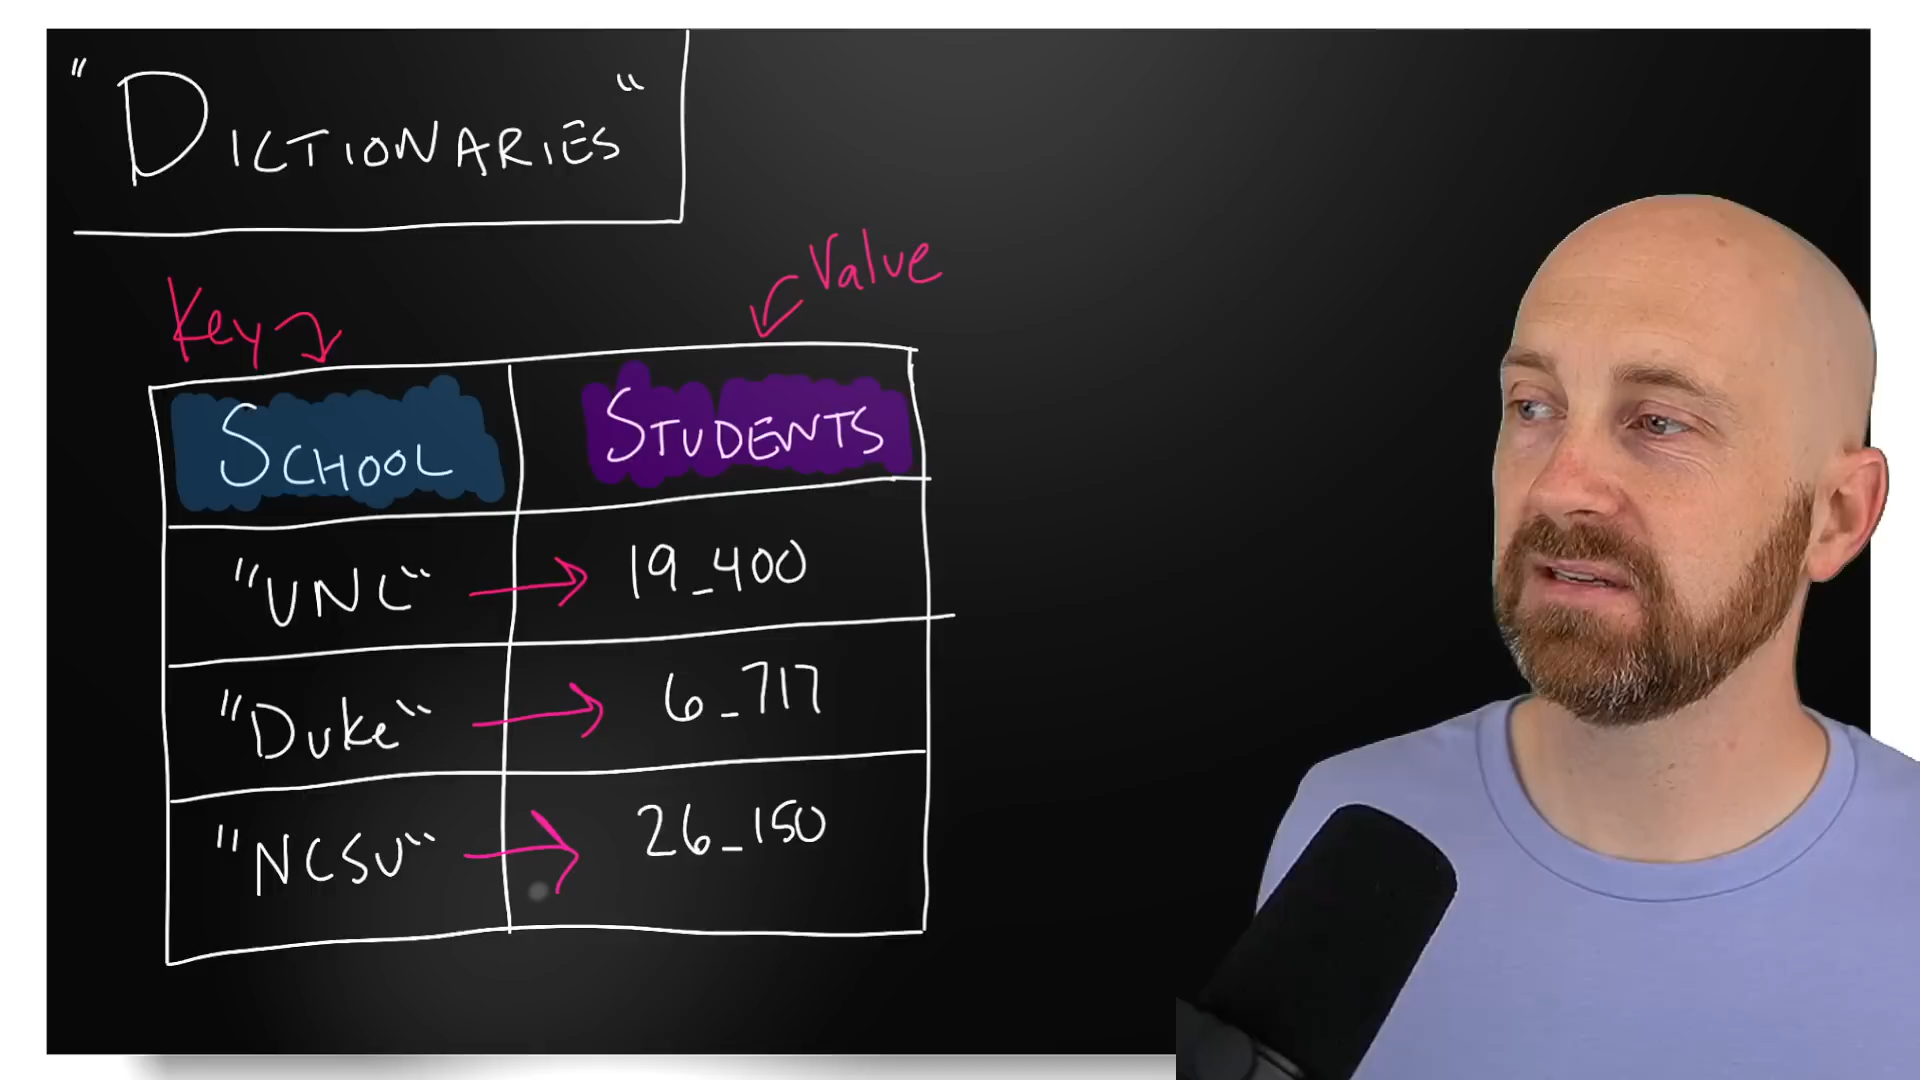 "Dictionaries"
Key
Value
School Students
"UNC" 19_400
"Duke" 6_717
"NCSU" 26_150